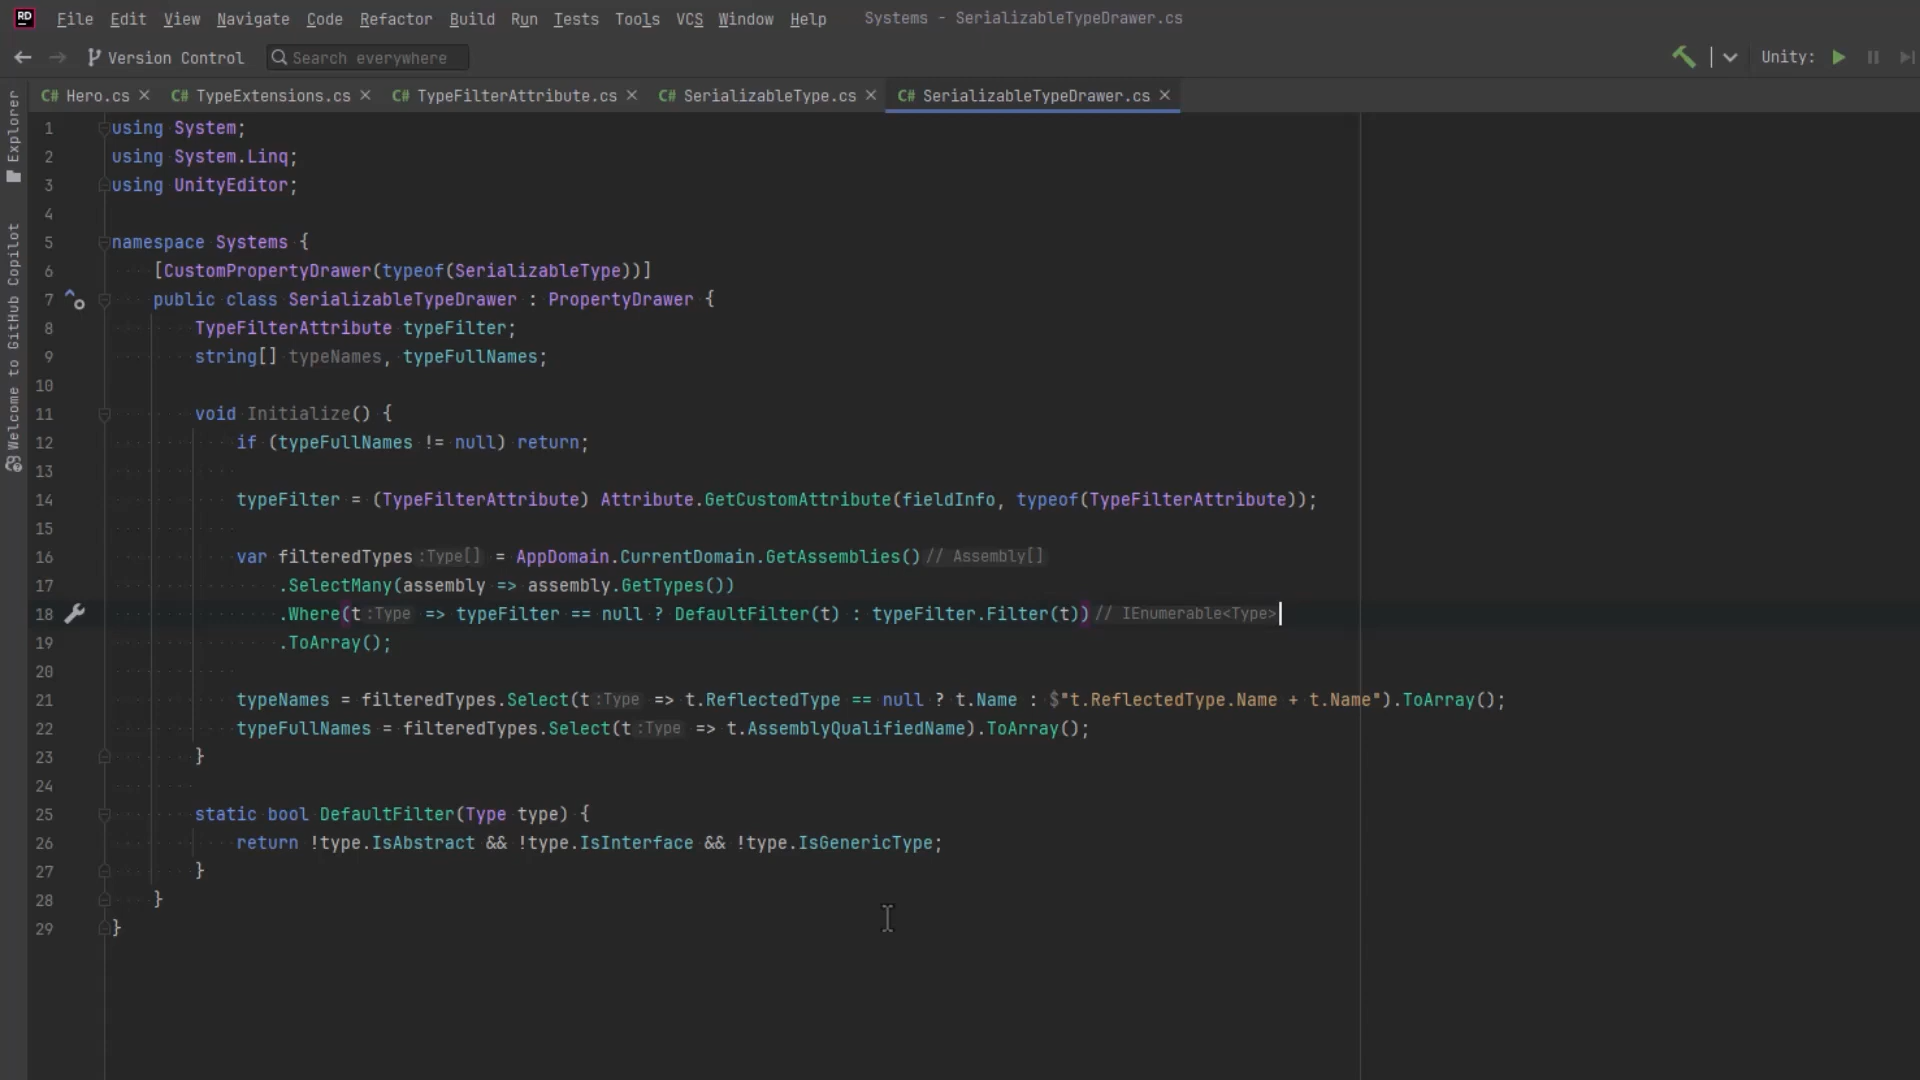 RD File Edit View Navigate Code Refactor Build Run Tests Tools VCS Window Help Systems - SerializableTypeDrawer.cs
Version Control Search everywhere Unity:
C# Hero.cs C# TypeExtensions.cs C# TypeFilterAttribute.cs C# SerializableType.cs C# SerializableTypeDrawer.cs
Explorer
Welcome to GitHub Copilot
1 using System;
2 using System.Linq;
3 using UnityEditor;
4
5 namespace Systems {
6 [CustomPropertyDrawer(typeof(SerializableType))]
7 public class SerializableTypeDrawer : PropertyDrawer {
8 TypeFilterAttribute typeFilter;
9 string[] typeNames, typeFullNames;
10
11 void Initialize() {
12 if (typeFullNames != null) return;
13
14 typeFilter = (TypeFilterAttribute) Attribute.GetCustomAttribute(fieldInfo, typeof(TypeFilterAttribute));
15
16 var filteredTypes :Type[] = AppDomain.CurrentDomain.GetAssemblies() // Assembly[]
17 .SelectMany(assembly => assembly.GetTypes())
18 .Where(t :Type => typeFilter == null ? DefaultFilter(t) : typeFilter.Filter(t)) // IEnumerable<Type>
19 .ToArray();
20
21 typeNames = filteredTypes.Select(t :Type => t.ReflectedType == null ? t.Name : $"t.ReflectedType.Name + t.Name").ToArray();
22 typeFullNames = filteredTypes.Select(t :Type => t.AssemblyQualifiedName).ToArray();
23 }
24
25 static bool DefaultFilter(Type type) {
26 return !type.IsAbstract && !type.IsInterface && !type.IsGenericType;
27 }
28 }
29 }